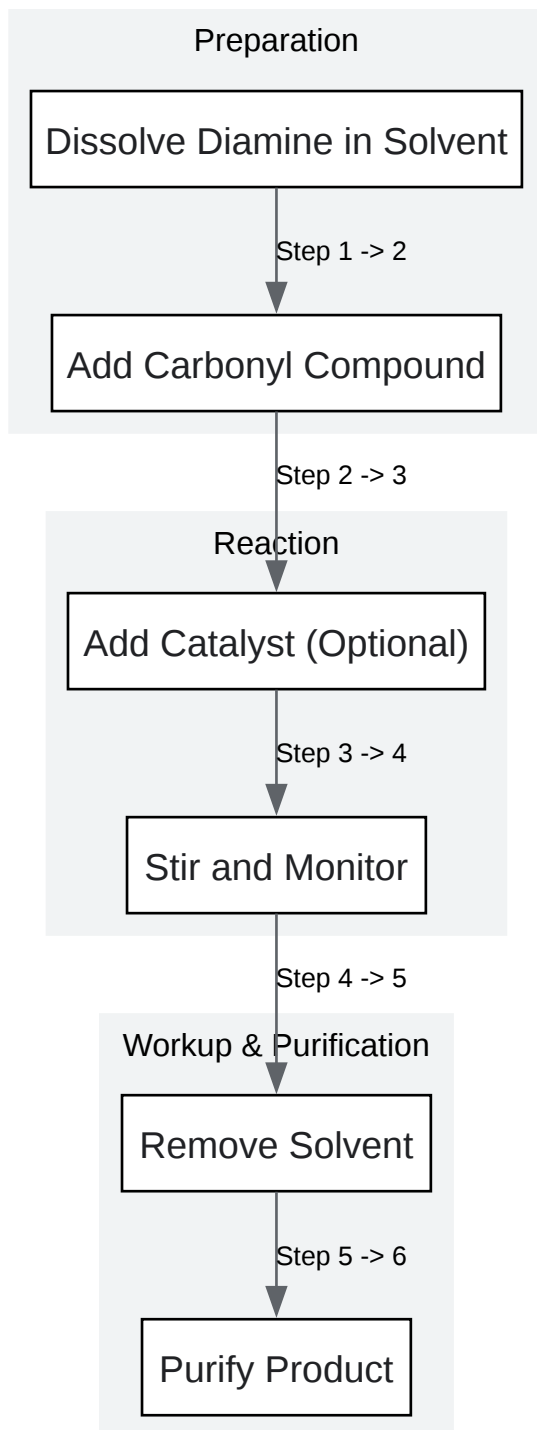 Preparation
Dissolve Diamine in Solvent
Step 1 -> 2
Add Carbonyl Compound
Step 2 -> 3
Reaction
Add Catalyst (Optional)
Step 3 -> 4
Stir and Monitor
Step 4 -> 5
Workup & Purification
Remove Solvent
Step 5 -> 6
Purify Product